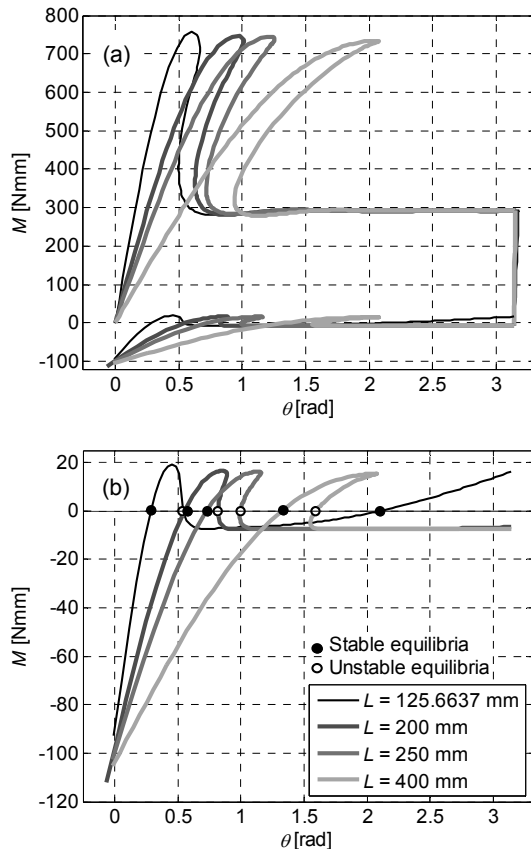 800
700
600
500
400
300
200
100
0
-100
M [Nmm]
(a)
0 0.5 1 1.5 2 2.5 3
θ [rad]
20
0
-20
-40
-60
-80
-100
-120
M [Nmm]
(b)
Stable equilibria
Unstable equilibria
L = 125.6637 mm
L = 200 mm
L = 250 mm
L = 400 mm
0 0.5 1 1.5 2 2.5 3
θ [rad]